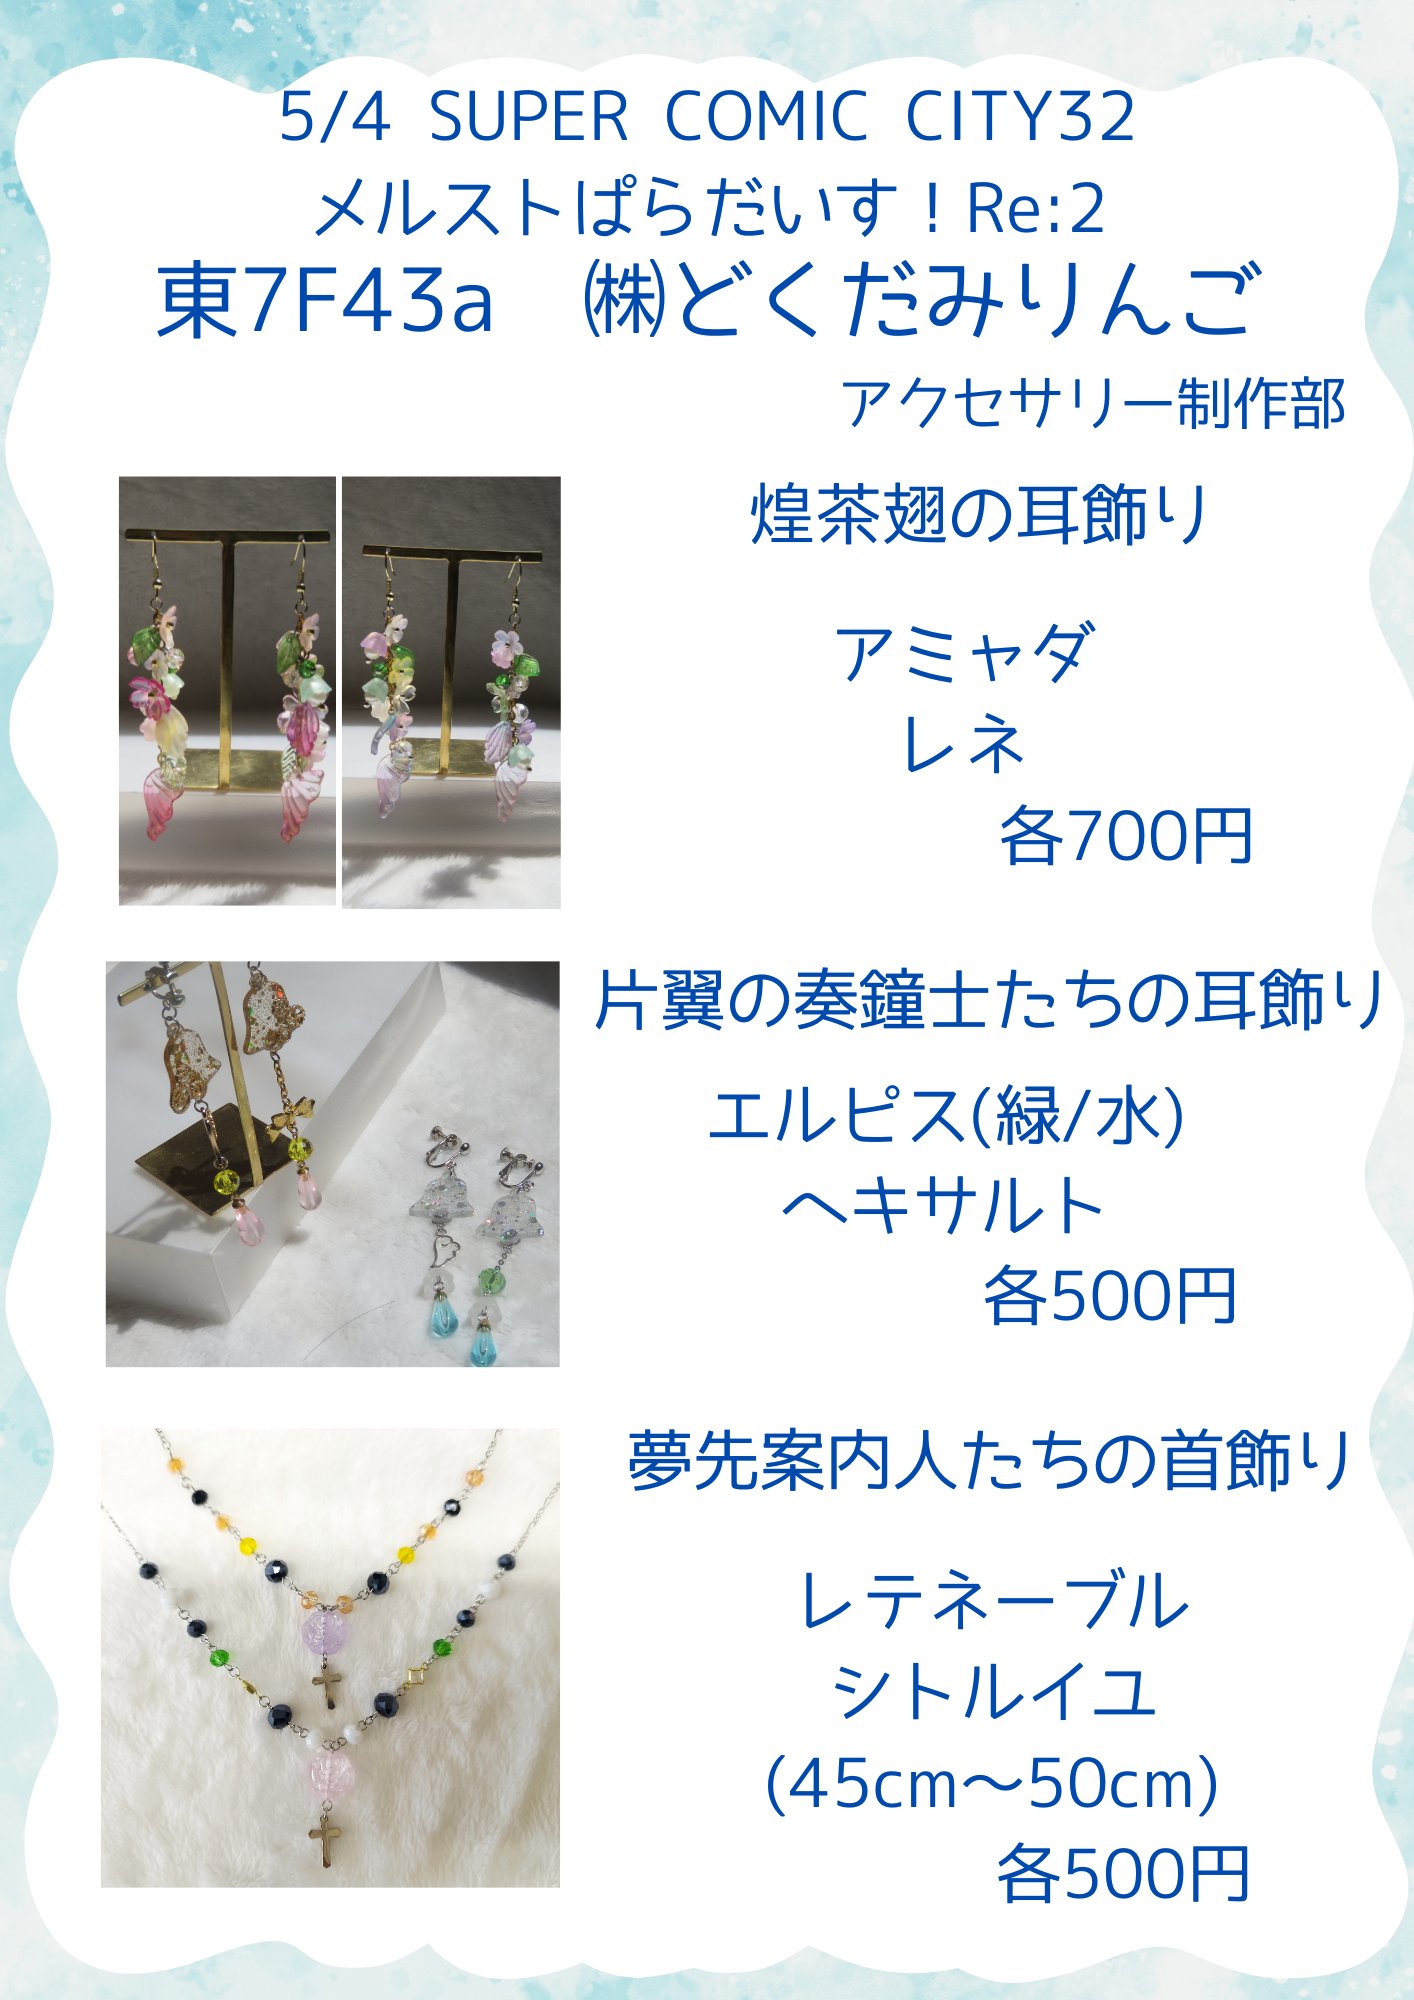 5/4 SUPER COMIC CITY32
メルストぱらだいす！Re:2
東7F43a　㈱どくだみりんご
アクセサリー制作部
煌茶翅の耳飾り
アミャダ
レネ
各700円
片翼の奏鐘士たちの耳飾り
エルピス(緑/水)
ヘキサルト
各500円
夢先案内人たちの首飾り
レテネーブル
シトルイユ
(45cm〜50cm)
各500円